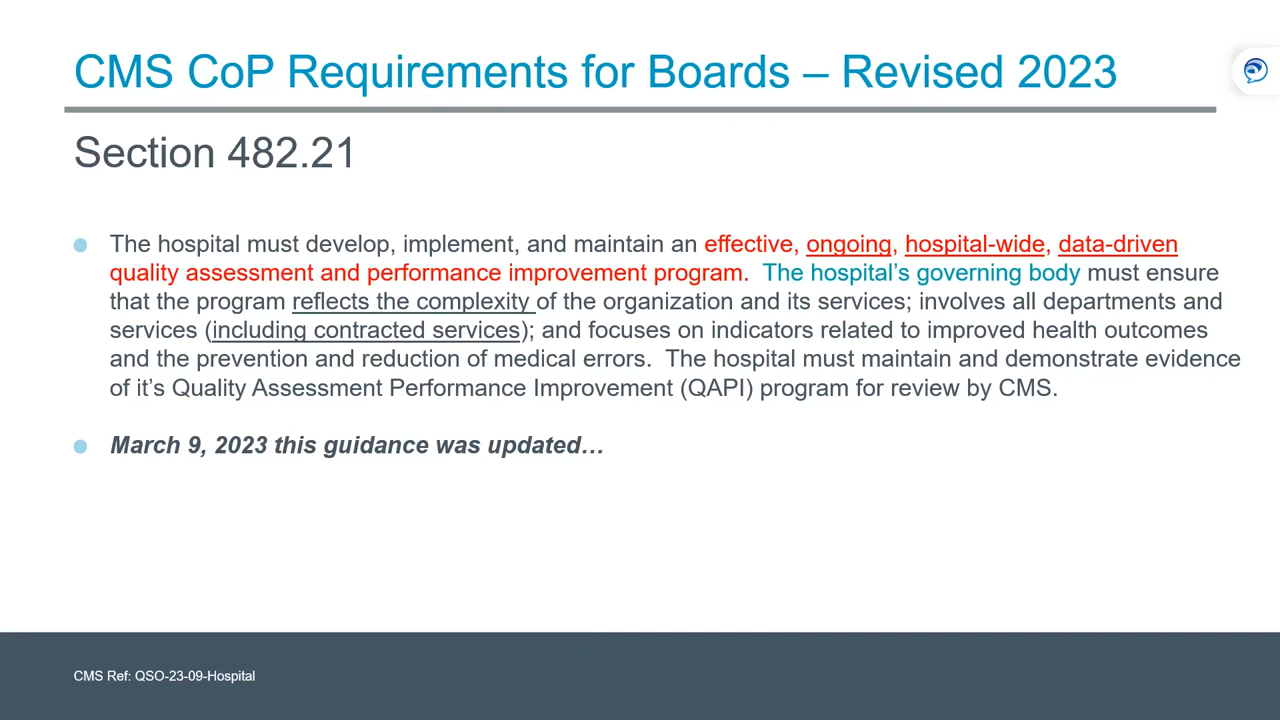 CMS CoP Requirements for Boards – Revised 2023
Section 482.21
The hospital must develop, implement, and maintain an effective, ongoing, hospital-wide, data-driven
quality assessment and performance improvement program. The hospital’s governing body must ensure
that the program reflects the complexity of the organization and its services; involves all departments and
services (including contracted services); and focuses on indicators related to improved health outcomes
and the prevention and reduction of medical errors. The hospital must maintain and demonstrate evidence
of it’s Quality Assessment Performance Improvement (QAPI) program for review by CMS.
March 9, 2023 this guidance was updated…
CMS Ref: QSO-23-09-Hospital